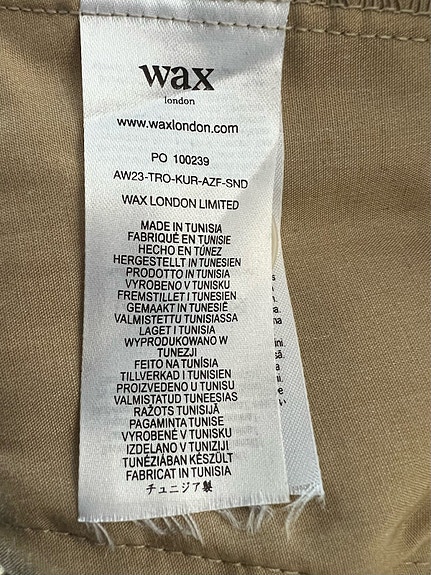 wax
london
www.waxlondon.com
PO 100239
AW23-TRO-KUR-AZF-SND
WAX LONDON LIMITED
MADE IN TUNISIA
FABRIQUÉ EN TUNISIE
HECHO EN TÚNEZ
HERGESTELLT IN TUNESIEN
PRODOTTO IN TUNISIA
VYROBENO V TUNISKU
FREMSTILLET I TUNESIEN
GEMAAKT IN TUNESIË
VALMISTETTU TUNISIASSA
LAGET I TUNISIA
WYPRODUKOWANO W
TUNEZJI
FEITO NA TUNÍSIA
TILLVERKAD I TUNISIEN
PROIZVEDENO U TUNISU
VALMISTATUD TUNEESIAS
RAŽOTS TUNISIJĀ
PAGAMINTA TUNISE
VYROBENÉ V TUNISKU
IZDELANO V TUNIZIJI
TUNÉZIÁBAN KÉSZÜLT
FABRICAT IN TUNISIA
チュニジア製